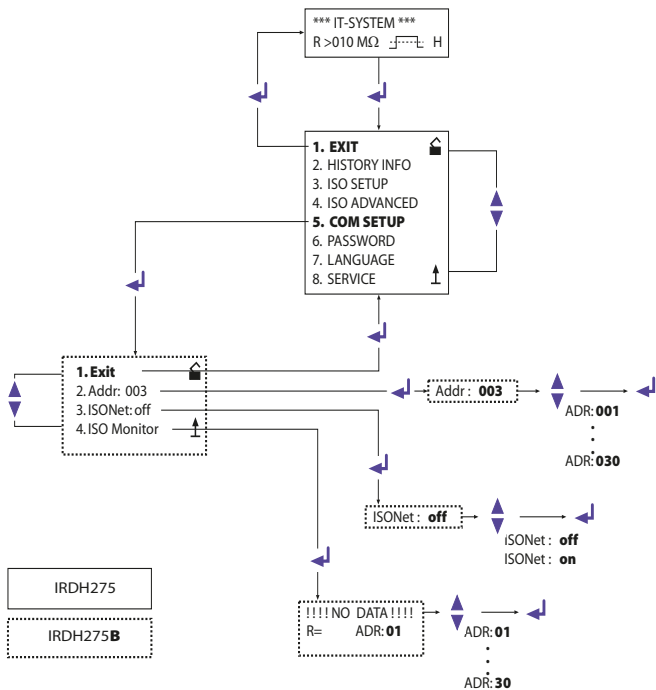 *** IT-SYSTEM ***
R >010 MΩ H
1. EXIT
2. HISTORY INFO
3. ISO SETUP
4. ISO ADVANCED
5. COM SETUP
6. PASSWORD
7. LANGUAGE
8. SERVICE
1. Exit
2. Addr: 003
3. ISONet: off
4. ISO Monitor
Addr : 003
ADR: 001
.
.
.
ADR: 030
ISONet : off
ISONet : off
ISONet : on
!!!! NO DATA !!!!
R= ADR: 01
ADR: 01
.
.
.
ADR: 30
IRDH275
IRDH275B